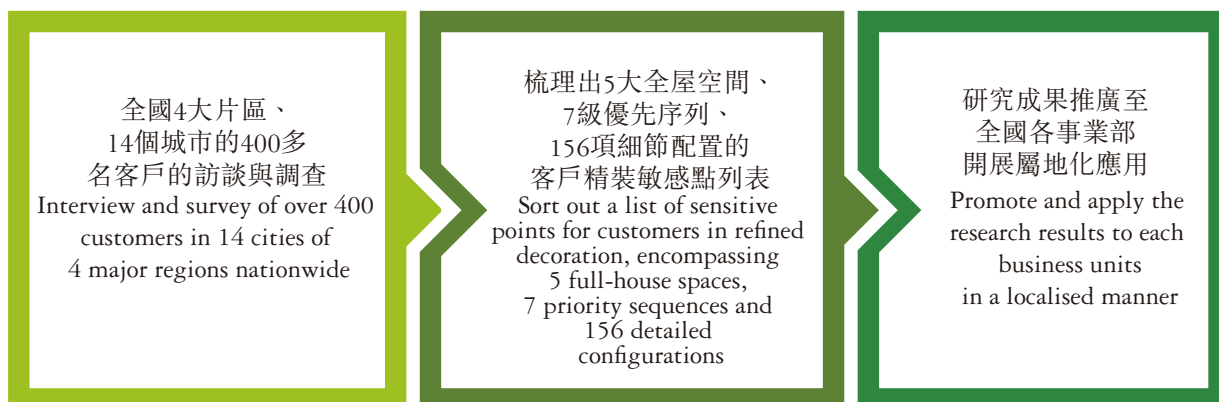 全國4大片區、
14個城市的400多
名客戶的訪談與調查
Interview and survey of over 400
customers in 14 cities of
4 major regions nationwide
梳理出5大全屋空間、
7級優先序列、
156項細節配置的
客戶精裝敏感點列表
Sort out a list of sensitive
points for customers in refined
decoration, encompassing
5 full-house spaces,
7 priority sequences and
156 detailed
configurations
研究成果推廣至
全國各事業部
開展屬地化應用
Promote and apply the
research results to each
business units
in a localised manner